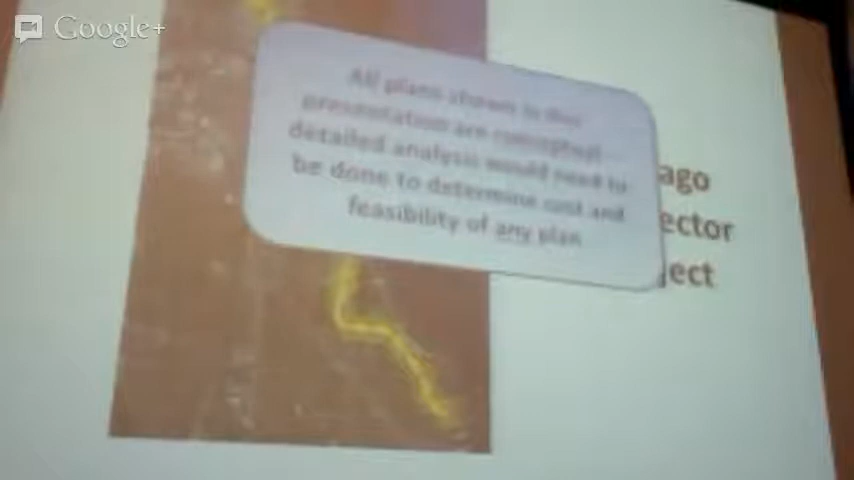 Google+
All plans shown in this
presentation are conceptual...
detailed analysis would need to
be done to determine cost and
feasibility of any plan
ago
ector
ject